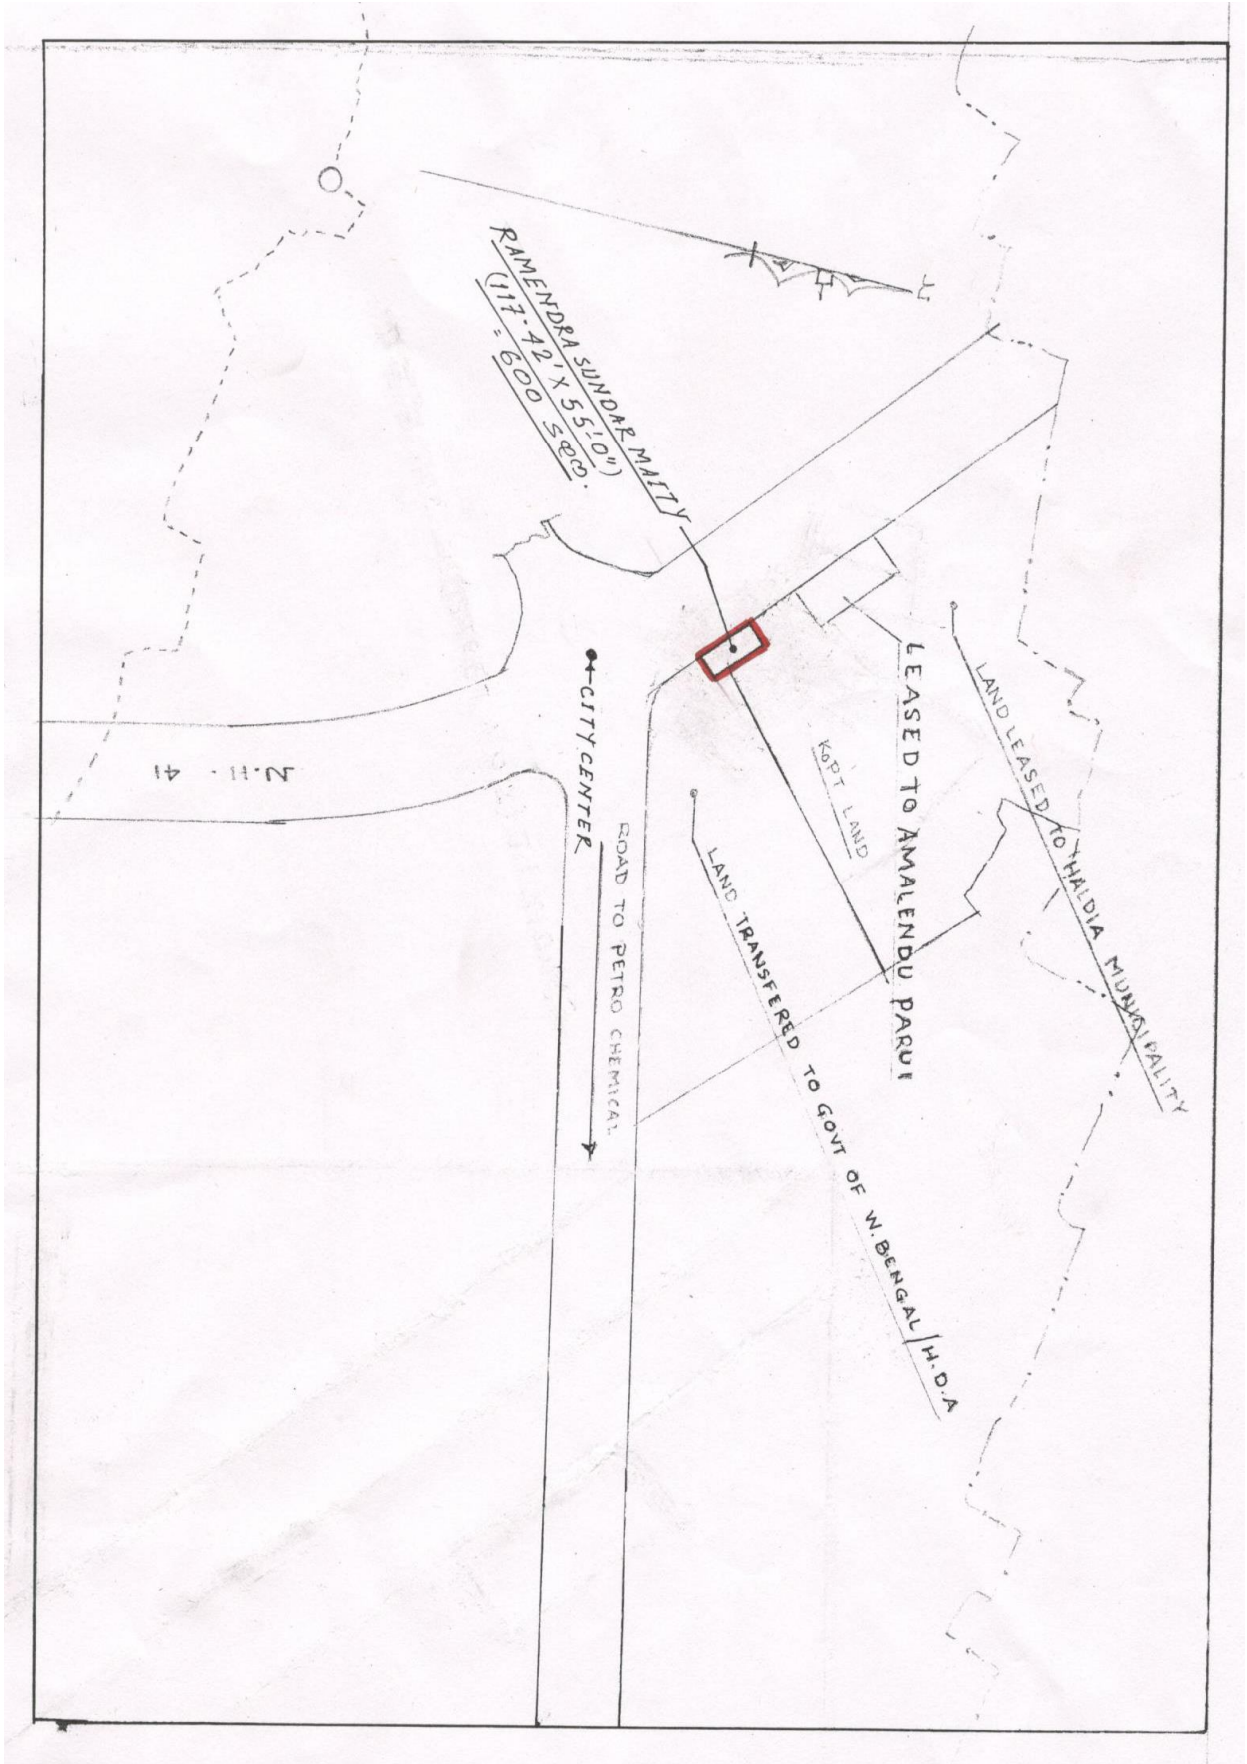 RAMENDRA SUNDAR MAITY
(117.42' X 55'.0")
= 600 sqm.
N
LEASED TO AMALENDU PARUI
LAND LEASED TO HALDIA MUNICIPALITY
KOPT LAND
CITY CENTER
ROAD TO PETRO CHEMICAL
LAND TRANSFERED TO GOVT OF W.BENGAL/H.D.A
N.H. 41